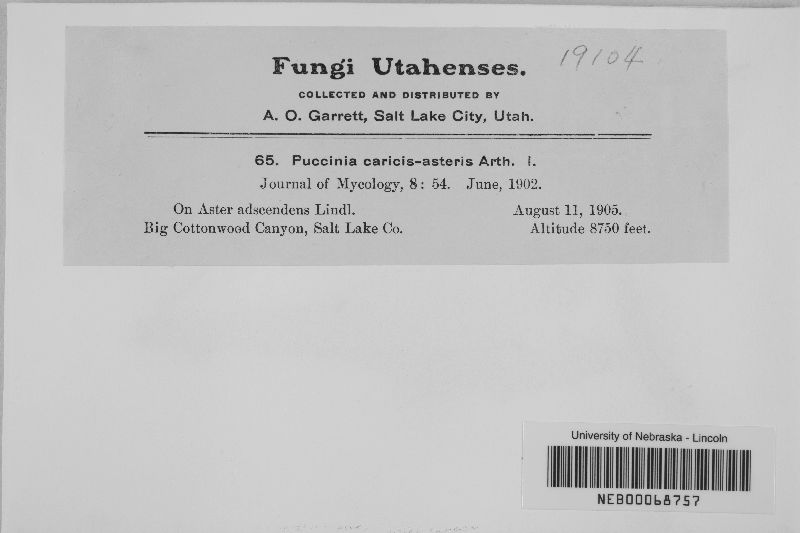 Fungi Utahenses.
19104
COLLECTED AND DISTRIBUTED BY
A. O. Garrett, Salt Lake City, Utah.
65. Puccinia caricis-asteris Arth. I.
Journal of Mycology, 8: 54. June, 1902.
On Aster adscendens Lindl. August 11, 1905.
Big Cottonwood Canyon, Salt Lake Co. Altitude 8750 feet.
University of Nebraska - Lincoln
NEB00068757